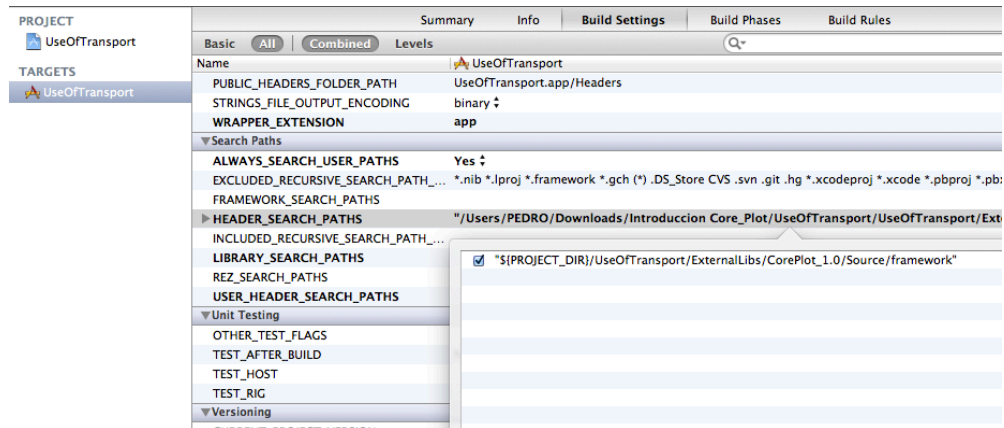 PROJECT
UseOfTransport
TARGETS
UseOfTransport
Summary Info Build Settings Build Phases Build Rules
Basic All Combined Levels
Name UseOfTransport
PUBLIC_HEADERS_FOLDER_PATH UseOfTransport.app/Headers
STRINGS_FILE_OUTPUT_ENCODING binary
WRAPPER_EXTENSION app
Search Paths
ALWAYS_SEARCH_USER_PATHS Yes
EXCLUDED_RECURSIVE_SEARCH_PATH_... *.nib *.lproj *.framework *.gch (*) .DS_Store CVS .svn .git .hg *.xcodeproj *.xcode *.pbproj *.pb
FRAMEWORK_SEARCH_PATHS
HEADER_SEARCH_PATHS "/Users/PEDRO/Downloads/Introduccion Core_Plot/UseOfTransport/UseOfTransport/Exte
INCLUDED_RECURSIVE_SEARCH_PATH_...
LIBRARY_SEARCH_PATHS
"${PROJECT_DIR}/UseOfTransport/ExternalLibs/CorePlot_1.0/Source/framework"
REZ_SEARCH_PATHS
USER_HEADER_SEARCH_PATHS
Unit Testing
OTHER_TEST_FLAGS
TEST_AFTER_BUILD
TEST_HOST
TEST_RIG
Versioning